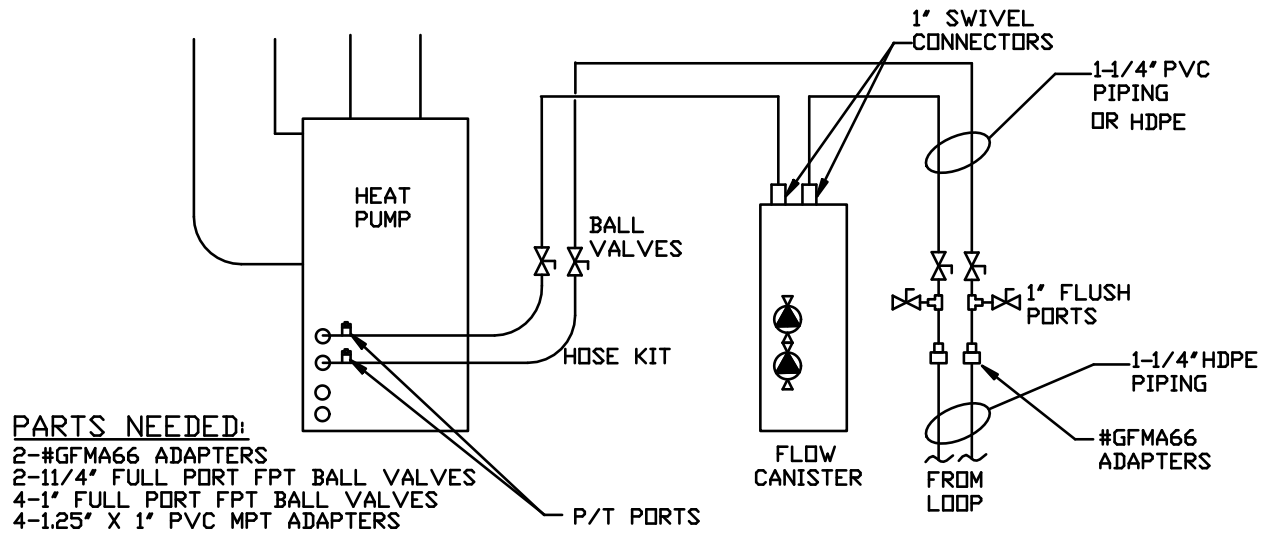 1" SWIVEL
CONNECTORS
1-1/4" PVC
PIPING
OR HDPE
HEAT
PUMP
BALL
VALVES
1" FLUSH
PORTS
HOSE KIT
1-1/4" HDPE
PIPING
PARTS NEEDED:
2-#GFMA66 ADAPTERS
2-11/4" FULL PORT FPT BALL VALVES
4-1" FULL PORT FPT BALL VALVES
4-1.25" X 1" PVC MPT ADAPTERS
FLOW
CANISTER
FROM
LOOP
#GFMA66
ADAPTERS
P/T PORTS